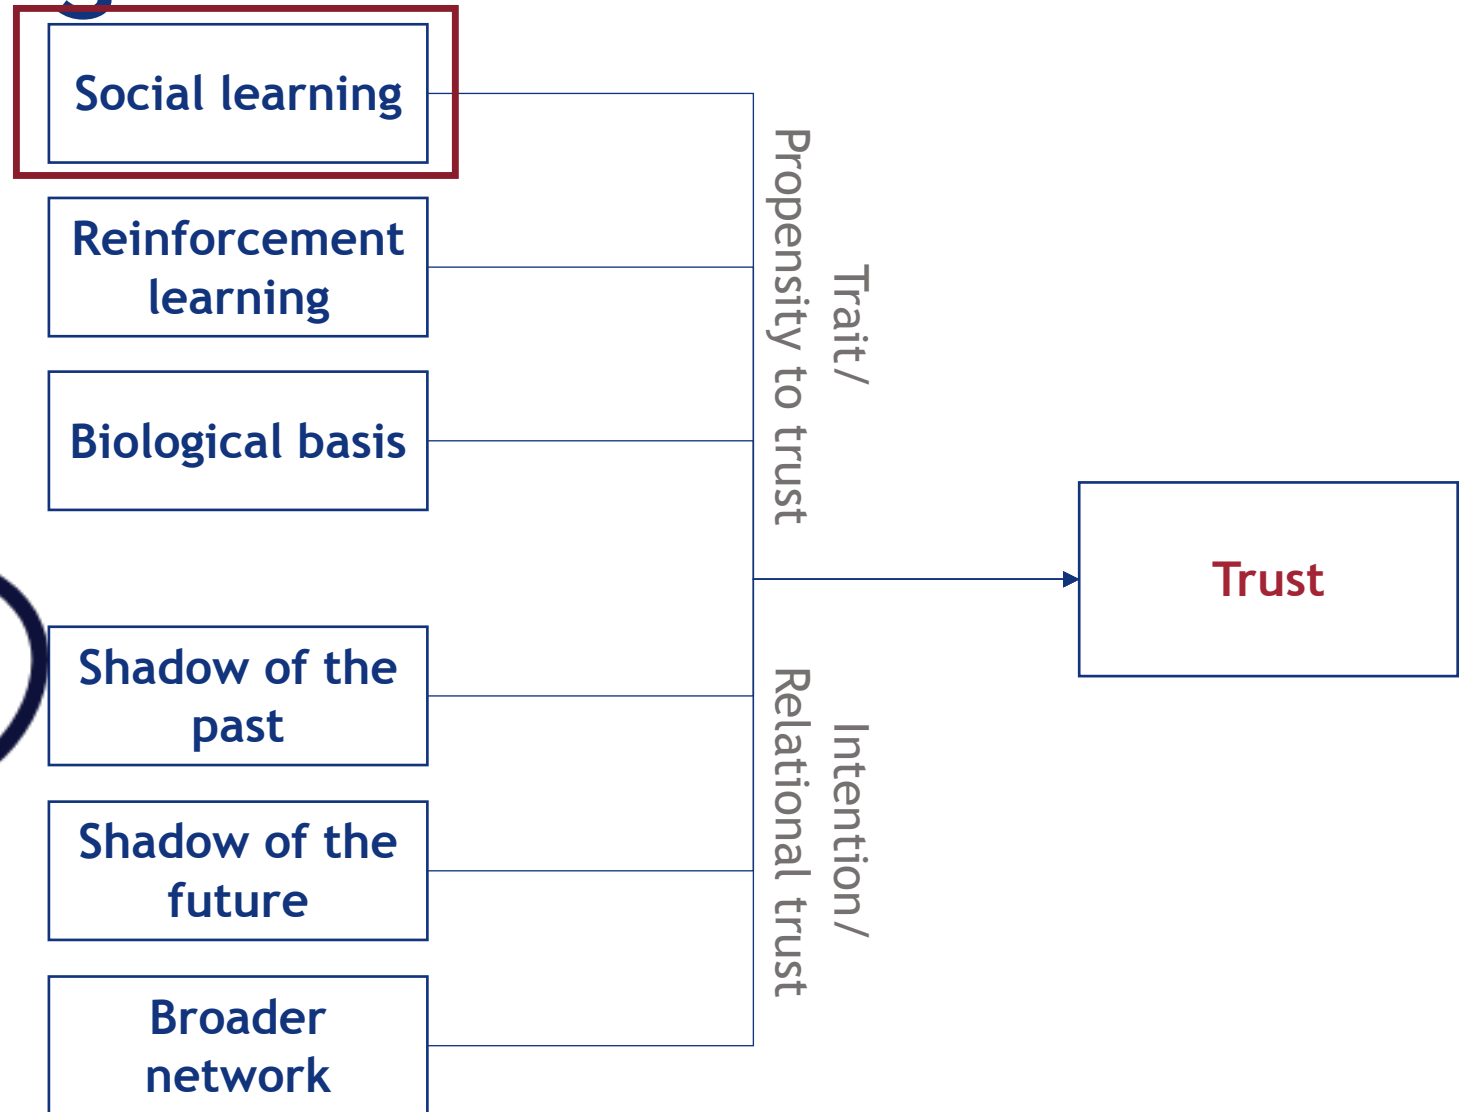 Social learning
Reinforcement
learning
Biological basis
Shadow of the
past
Shadow of the
future
Broader
network
Trait/
Propensity to trust
Intention/
Relational trust
Trust